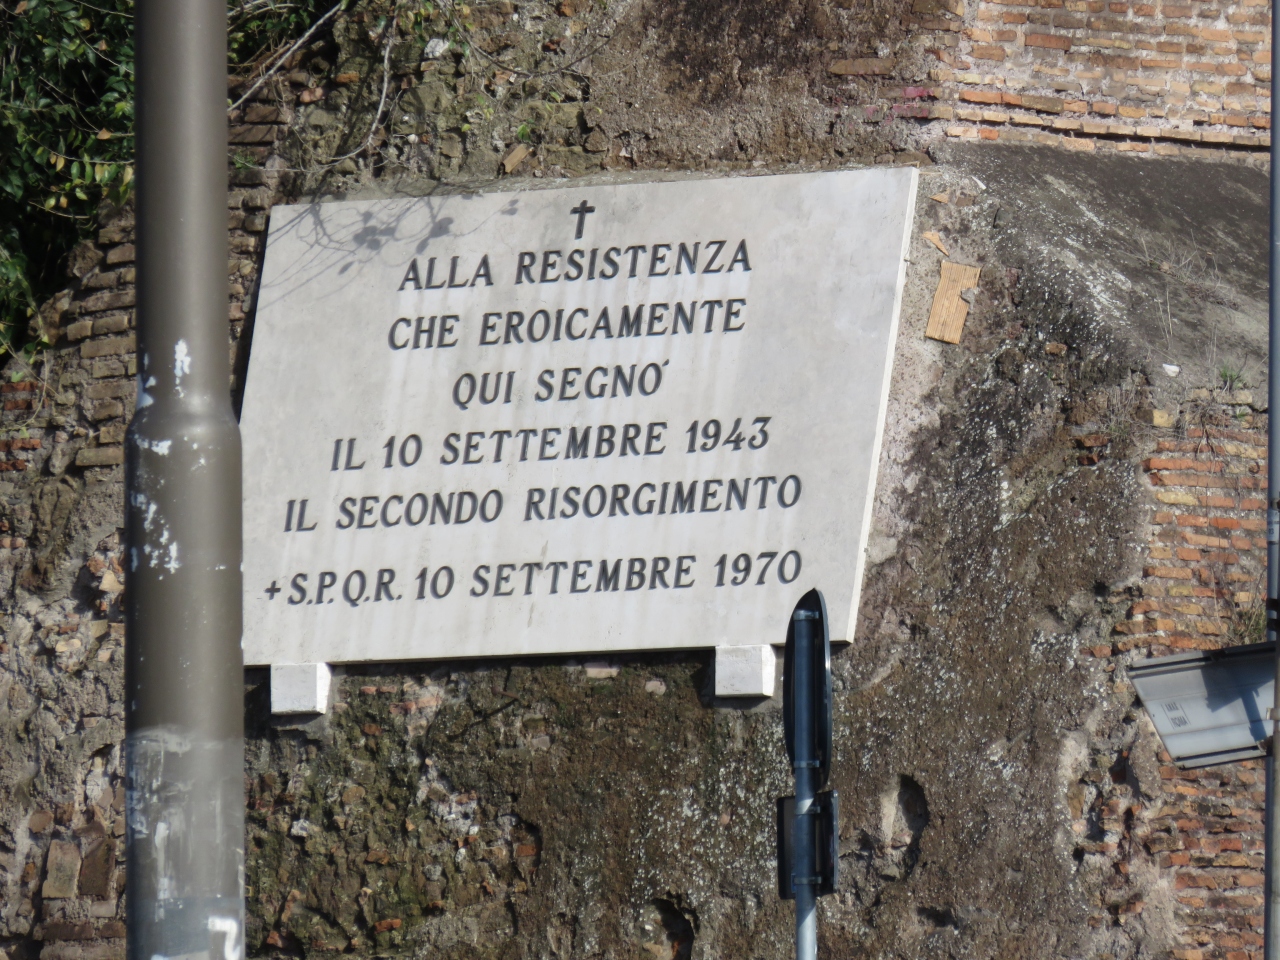 ALLA RESISTENZA
CHE EROICAMENTE
QUI SEGNO´
IL 10 SETTEMBRE 1943
IL SECONDO RISORGIMENTO
+S.P.Q.R. 10 SETTEMBRE 1970